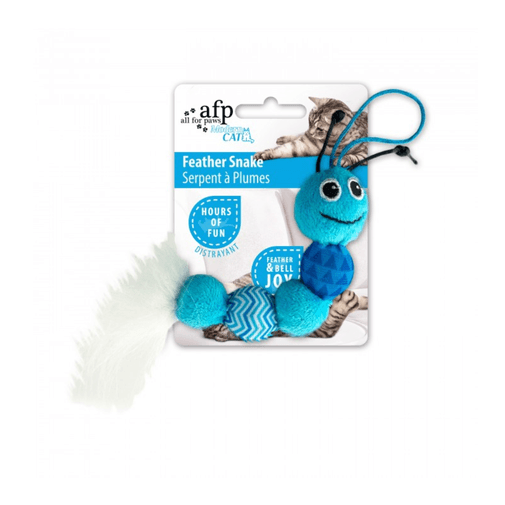 afp
all for paws
Modern
CAT
Feather Snake
Serpent à Plumes
HOURS
OF
FUN
DISTRAYANT
FEATHER
& BELL
JOY